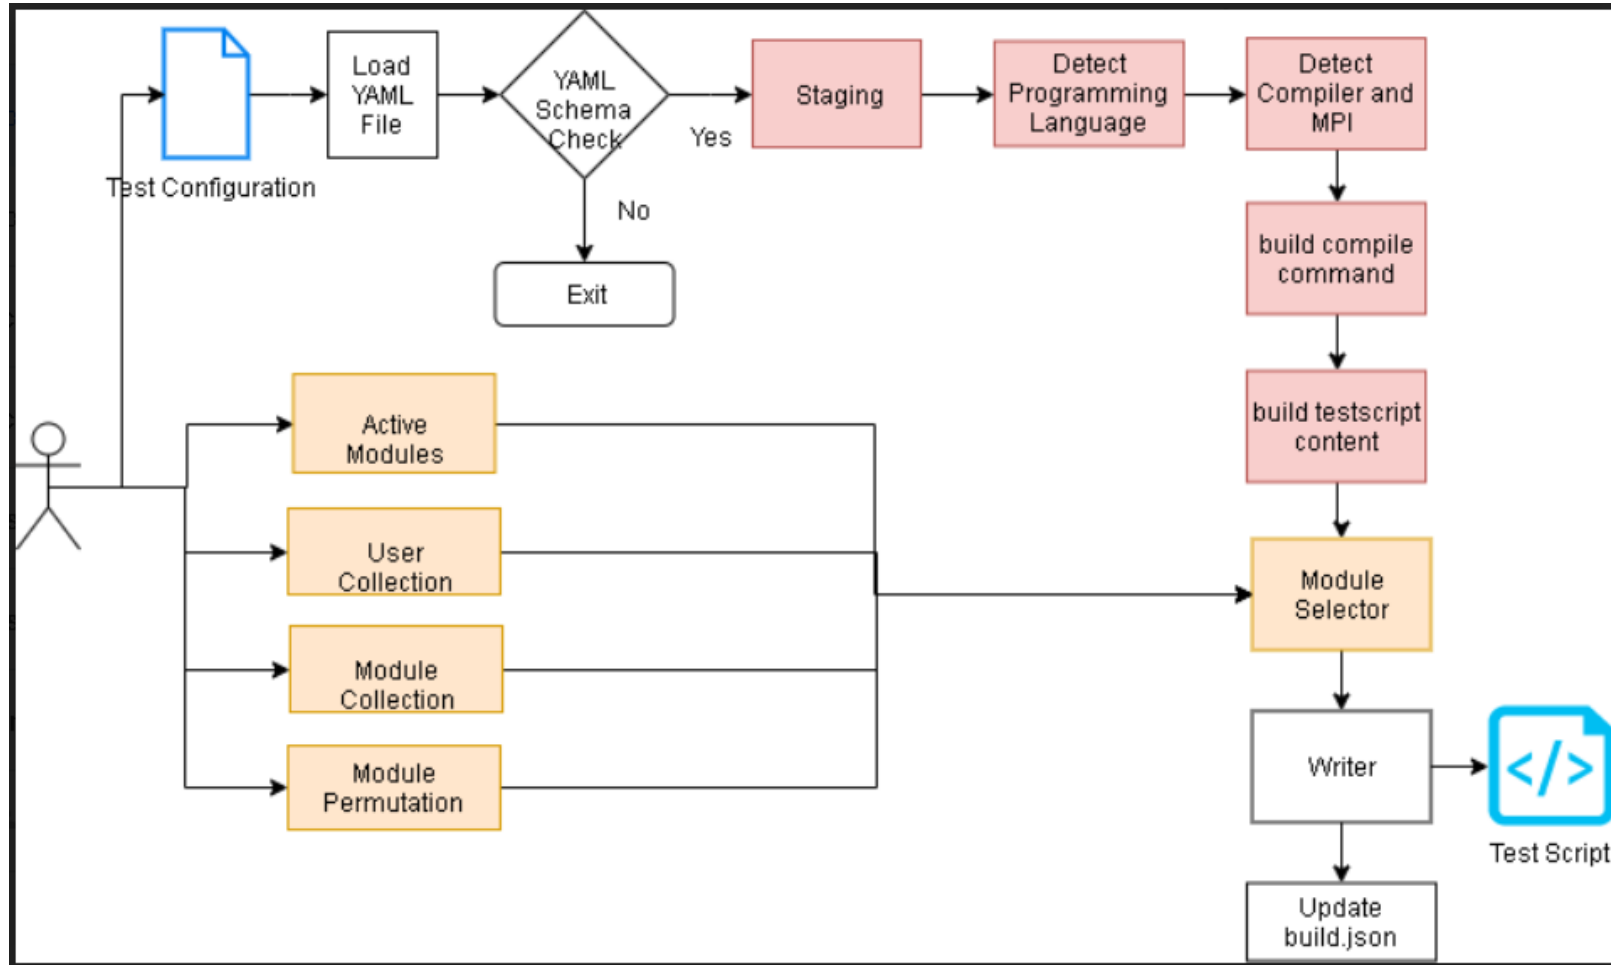 Load
YAML
File
YAML
Schema
Check
Yes
Staging
Detect
Programming
Language
Detect
Compiler and
MPI
Test Configuration
No
Exit
build compile
command
build testscript
content
Active
Modules
User
Collection
Module
Collection
Module
Permutation
Module
Selector
Writer
</>
Test Script
Update
build.json